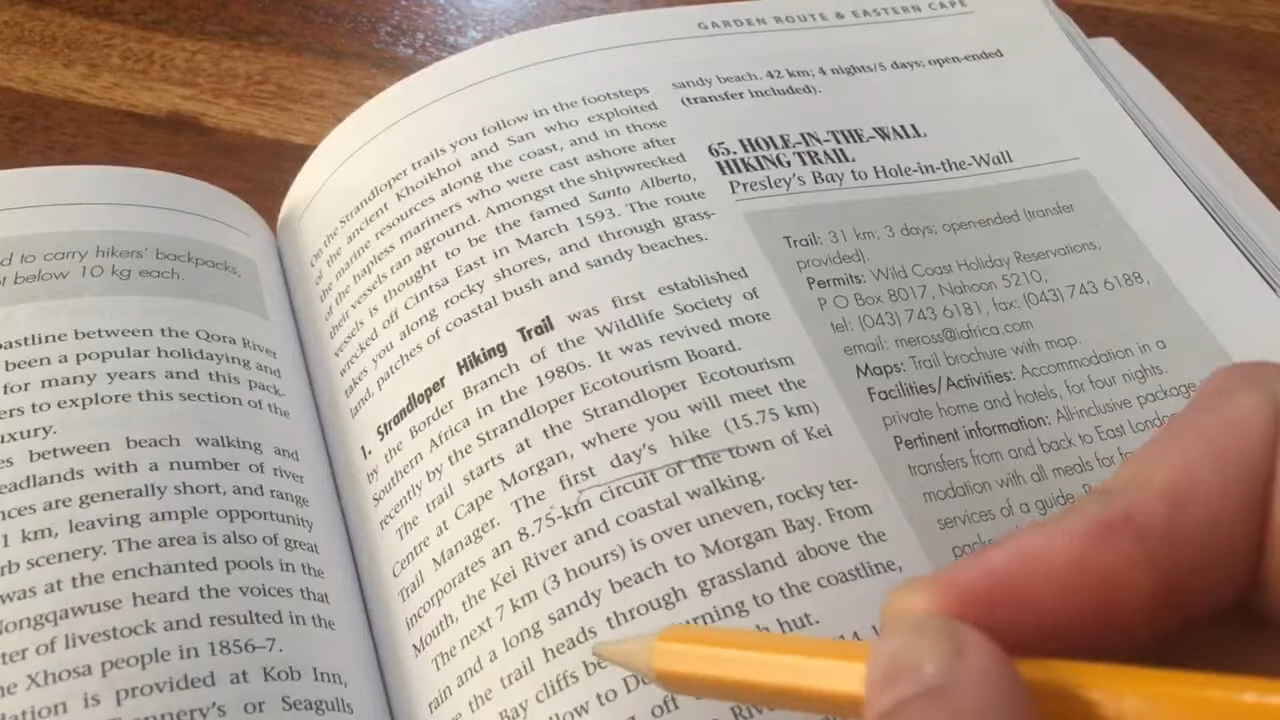 d to carry hikers' backpacks,
ot below 10 kg each.
oastline between the Qora River
been a popular holidaying and
for many years and this pack-
ers to explore this section of the
uxury.
es between beach walking and
eadlands with a number of river
nces are generally short, and range
1 km, leaving ample opportunity
rb scenery. The area is also of great
was at the enchanted pools in the
Nongqawuse heard the voices that
ter of livestock and resulted in the
he Xhosa people in 1856–7.
dation is provided at Kob Inn,
or Seagulls
GARDEN ROUTE & EASTERN CAPE
On the Strandloper trails you follow in the footsteps
of the ancient Khoikhoi and San who exploited
the marine resources along the coast, and in those
of the hapless mariners who were cast ashore after
their vessels ran aground. Amongst the shipwrecked
vessels is thought to be the famed Santo Alberto,
wrecked off Cintsa East in March 1593. The route
takes you along rocky shores, and through grass-
land, patches of coastal bush and sandy beaches.
1. Strandloper Hiking Trail was first established
by the Border Branch of the Wildlife Society of
Southern Africa in the 1980s. It was revived more
recently by the Strandloper Ecotourism Board.
The trail starts at the Strandloper Ecotourism
Centre at Cape Morgan, where you will meet the
Trail Manager. The first day's hike (15.75 km)
incorporates an 8.75-km circuit of the town of Kei
Mouth, the Kei River and coastal walking.
The next 7 km (3 hours) is over uneven, rocky ter-
rain and a long sandy beach to Morgan Bay. From
the trail heads through grassland above the
Bay cliffs be urning to the coastline,
low to Do h hut.
off Riv
sandy beach. 42 km; 4 nights/5 days; open-ended
(transfer included).
65. HOLE-IN-THE-WALL
HIKING TRAIL
Presley's Bay to Hole-in-the-Wall
Trail: 31 km; 3 days; open-ended (transfer
provided).
Permits: Wild Coast Holiday Reservations,
P O Box 8017, Nahoon 5210,
tel: (043) 743 6181, fax: (043) 743 6188,
email: meross@iafrica.com
Maps: Trail brochure with map.
Facilities/Activities: Accommodation in a
private home and hotels, for four nights.
Pertinent information: All-inclusive package
transfers from and back to East London
modation with all meals for fo
services of a guide.
packs